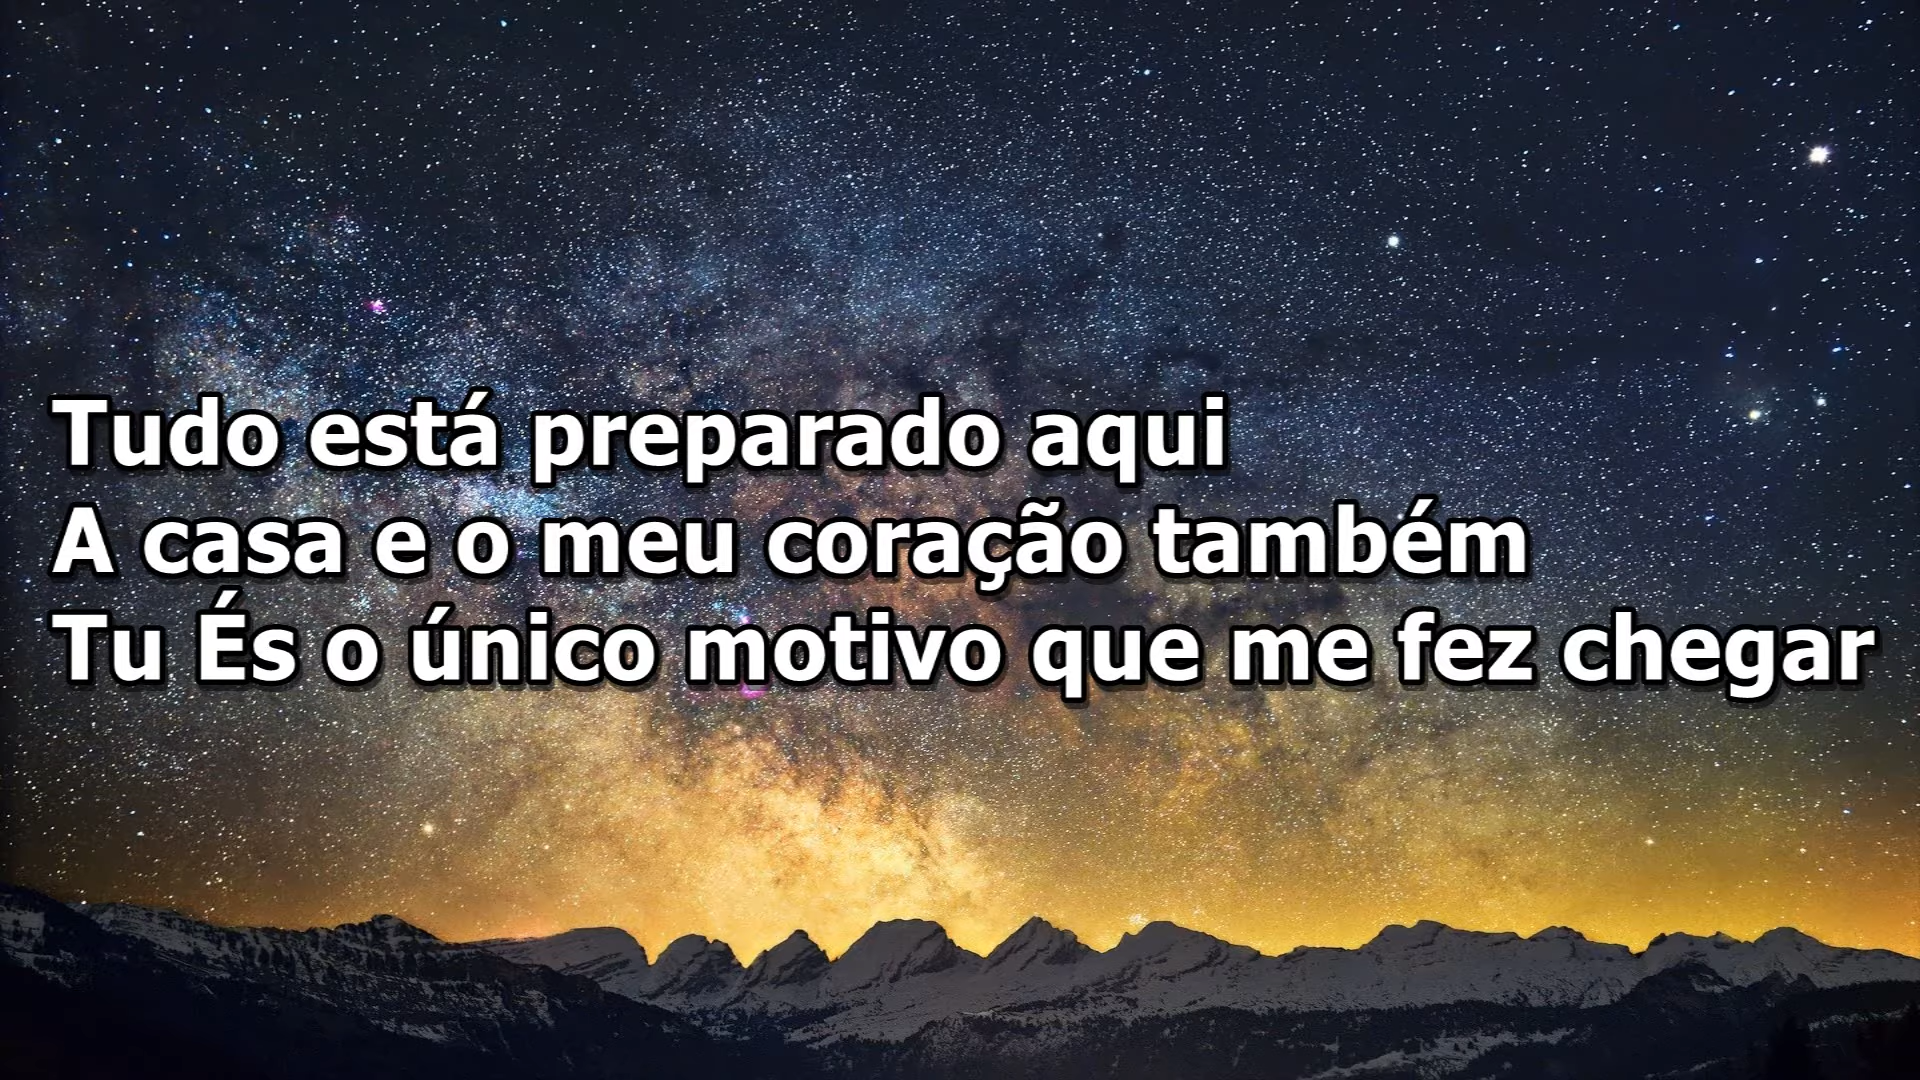 Tudo está preparado aqui
A casa e o meu coração também
Tu És o único motivo que me fez chegar